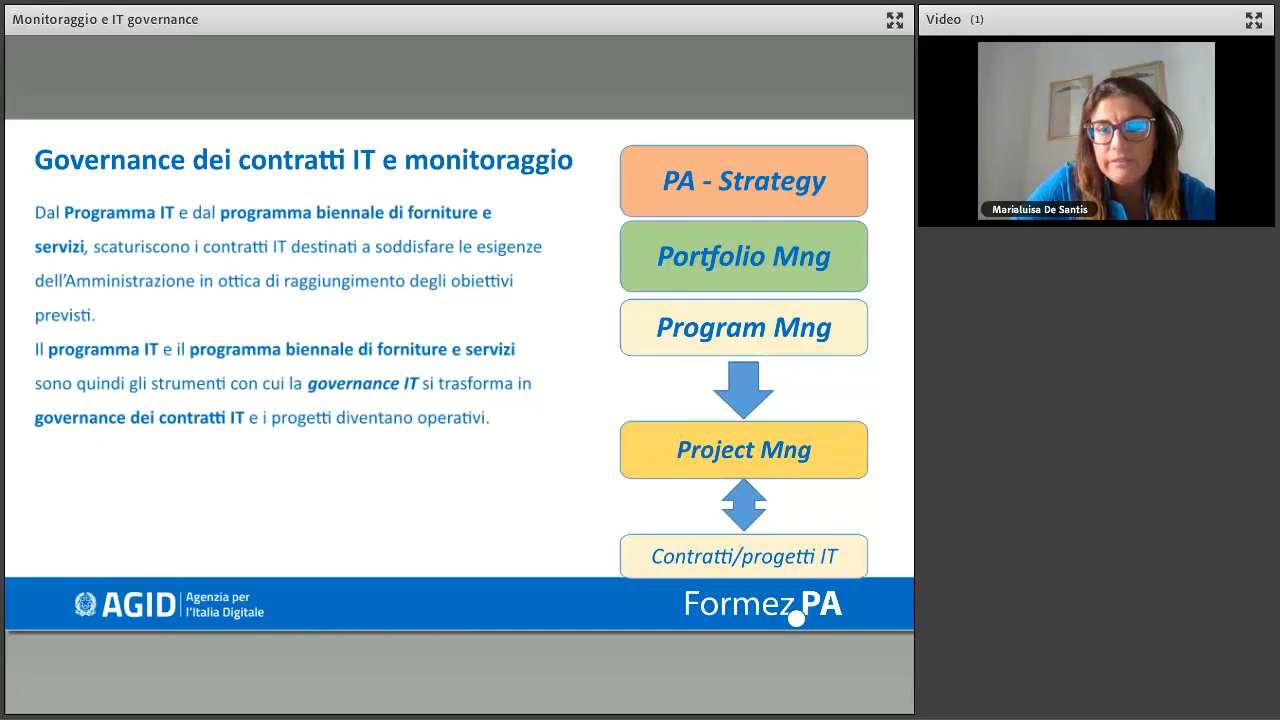 Monitoraggio e IT governance
Video (1)
Marialuisa De Santis
Governance dei contratti IT e monitoraggio
Dal Programma IT e dal programma biennale di forniture e
servizi, scaturiscono i contratti IT destinati a soddisfare le esigenze
dell'Amministrazione in ottica di raggiungimento degli obiettivi
previsti.
Il programma IT e il programma biennale di forniture e servizi
sono quindi gli strumenti con cui la governance IT si trasforma in
governance dei contratti IT e i progetti diventano operativi.
PA - Strategy
Portfolio Mng
Program Mng
Project Mng
Contratti/progetti IT
AGID
Agenzia per
l'Italia Digitale
Formez PA